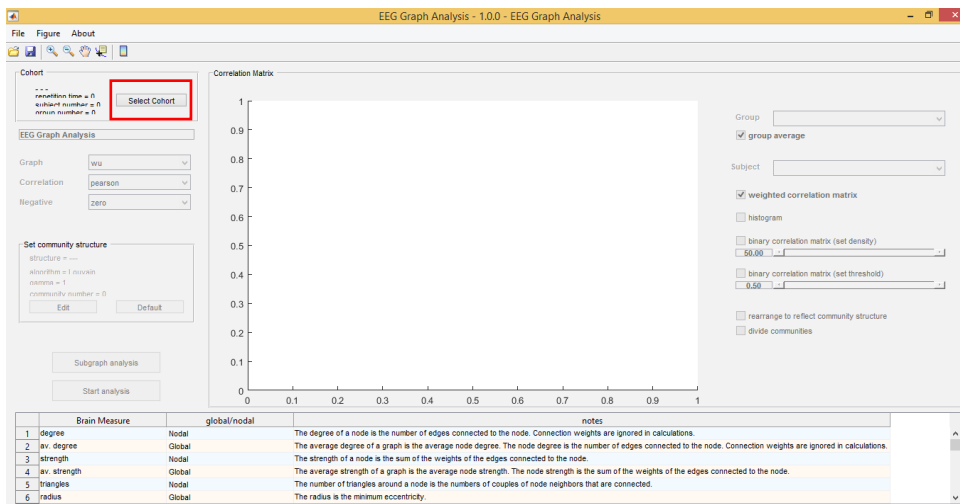 EEG Graph Analysis - 1.0.0 - EEG Graph Analysis
File Figure About
Cohort
repetition time = 0
subject number = 0
group number = 0
Select Cohort
EEG Graph Analysis
Graph wu
Correlation pearson
Negative zero
Set community structure
structure = ---
algorithm = Louvain
gamma = 1
community number = 0
Edit Default
Subgraph analysis
Start analysis
Correlation Matrix
1
0.9
0.8
0.7
0.6
0.5
0.4
0.3
0.2
0.1
0
0 0.1 0.2 0.3 0.4 0.5 0.6 0.7 0.8 0.9 1
Group
group average
Subject
weighted correlation matrix
histogram
binary correlation matrix (set density)
50.00
binary correlation matrix (set threshold)
0.50
rearrange to reflect community structure
divide communities
Brain Measure global/nodal notes
1 degree Nodal The degree of a node is the number of edges connected to the node. Connection weights are ignored in calculations.
2 av. degree Global The average degree of a graph is the average node degree. The node degree is the number of edges connected to the node. Connection weights are ignored in calculations.
3 strength Nodal The strength of a node is the sum of the weights of the edges connected to the node.
4 av. strength Global The average strength of a graph is the average node strength. The node strength is the sum of the weights of the edges connected to the node.
5 triangles Nodal The number of triangles around a node is the numbers of couples of node neighbors that are connected.
6 radius Global The radius is the minimum eccentricity.